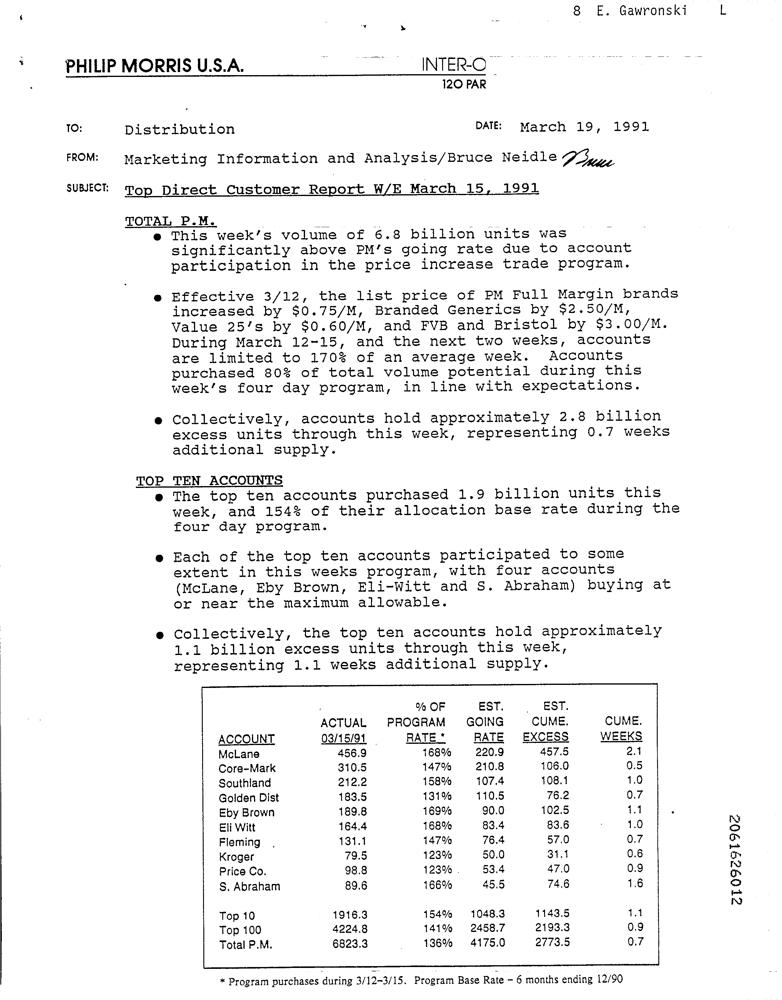 8 E. Gawronski L
PHILIP MORRIS U.S.A. INTER-O
120 PAR
TO: Distribution DATE: March 19, 1991
FROM: Marketing Information and Analysis/Bruce Neidle Bruce
SUBJECT: Top Direct Customer Report W/E March 15, 1991
TOTAL P.M.
● This week's volume of 6.8 billion units was
significantly above PM's going rate due to account
participation in the price increase trade program.
● Effective 3/12, the list price of PM Full Margin brands
increased by $0.75/M, Branded Generics by $2.50/M,
Value 25's by $0.60/M, and FVB and Bristol by $3.00/M.
During March 12-15, and the next two weeks, accounts
are limited to 170% of an average week. Accounts
purchased 80% of total volume potential during this
week's four day program, in line with expectations.
● Collectively, accounts hold approximately 2.8 billion
excess units through this week, representing 0.7 weeks
additional supply.
TOP TEN ACCOUNTS
● The top ten accounts purchased 1.9 billion units this
week, and 154% of their allocation base rate during the
four day program.
● Each of the top ten accounts participated to some
extent in this weeks program, with four accounts
(McLane, Eby Brown, Eli-Witt and S. Abraham) buying at
or near the maximum allowable.
● Collectively, the top ten accounts hold approximately
1.1 billion excess units through this week,
representing 1.1 weeks additional supply.
% OF EST. EST.
ACTUAL PROGRAM GOING CUME. CUME.
ACCOUNT 03/15/91 RATE * RATE EXCESS WEEKS
McLane 456.9 168% 220.9 457.5 2.1
Core-Mark 310.5 147% 210.8 106.0 0.5
Southland 212.2 158% 107.4 108.1 1.0
Golden Dist 183.5 131% 110.5 76.2 0.7
Eby Brown 189.8 169% 90.0 102.5 1.1
Eli Witt 164.4 168% 83.4 83.6 1.0
Fleming 131.1 147% 76.4 57.0 0.7
Kroger 79.5 123% 50.0 31.1 0.6
Price Co. 98.8 123% 53.4 47.0 0.9
S. Abraham 89.6 166% 45.5 74.6 1.6
Top 10 1916.3 154% 1048.3 1143.5 1.1
Top 100 4224.8 141% 2458.7 2193.3 0.9
Total P.M. 6823.3 136% 4175.0 2773.5 0.7
* Program purchases during 3/12-3/15. Program Base Rate - 6 months ending 12/90
2061626012